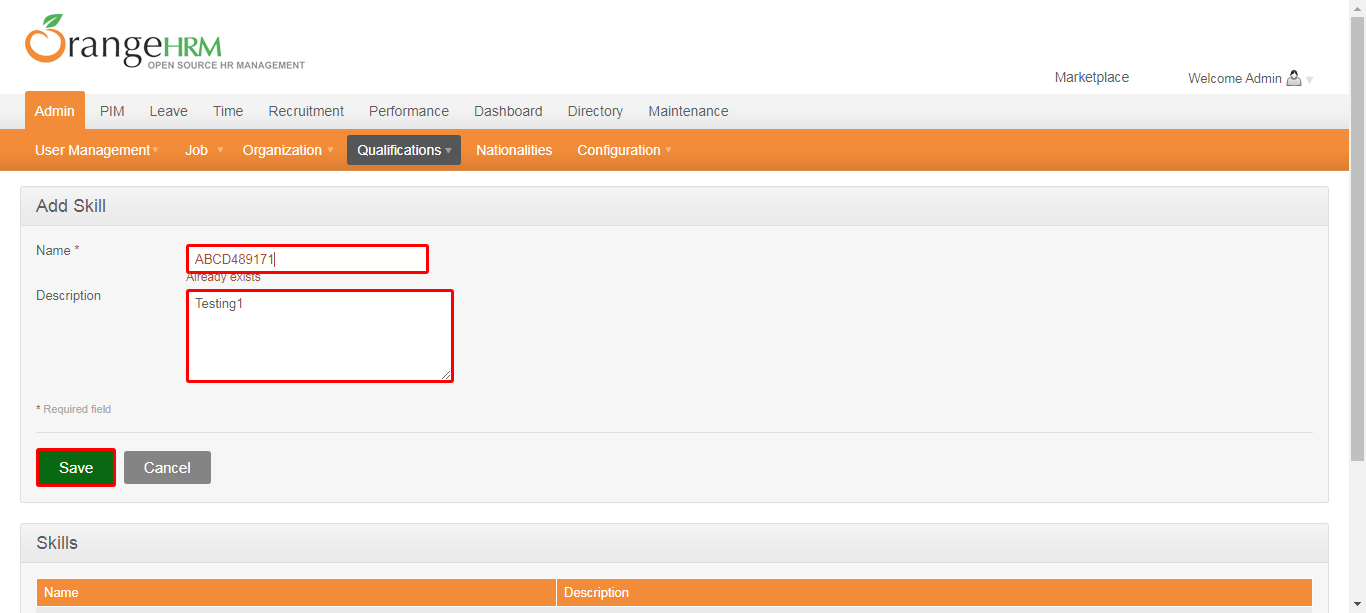 OrangeHRM
OPEN SOURCE HR MANAGEMENT
Marketplace
Welcome Admin
Admin PIM Leave Time Recruitment Performance Dashboard Directory Maintenance
User Management Job Organization Qualifications Nationalities Configuration
Add Skill
Name *
ABCD489171
Already exists
Description
Testing1
* Required field
Save Cancel
Skills
Name Description